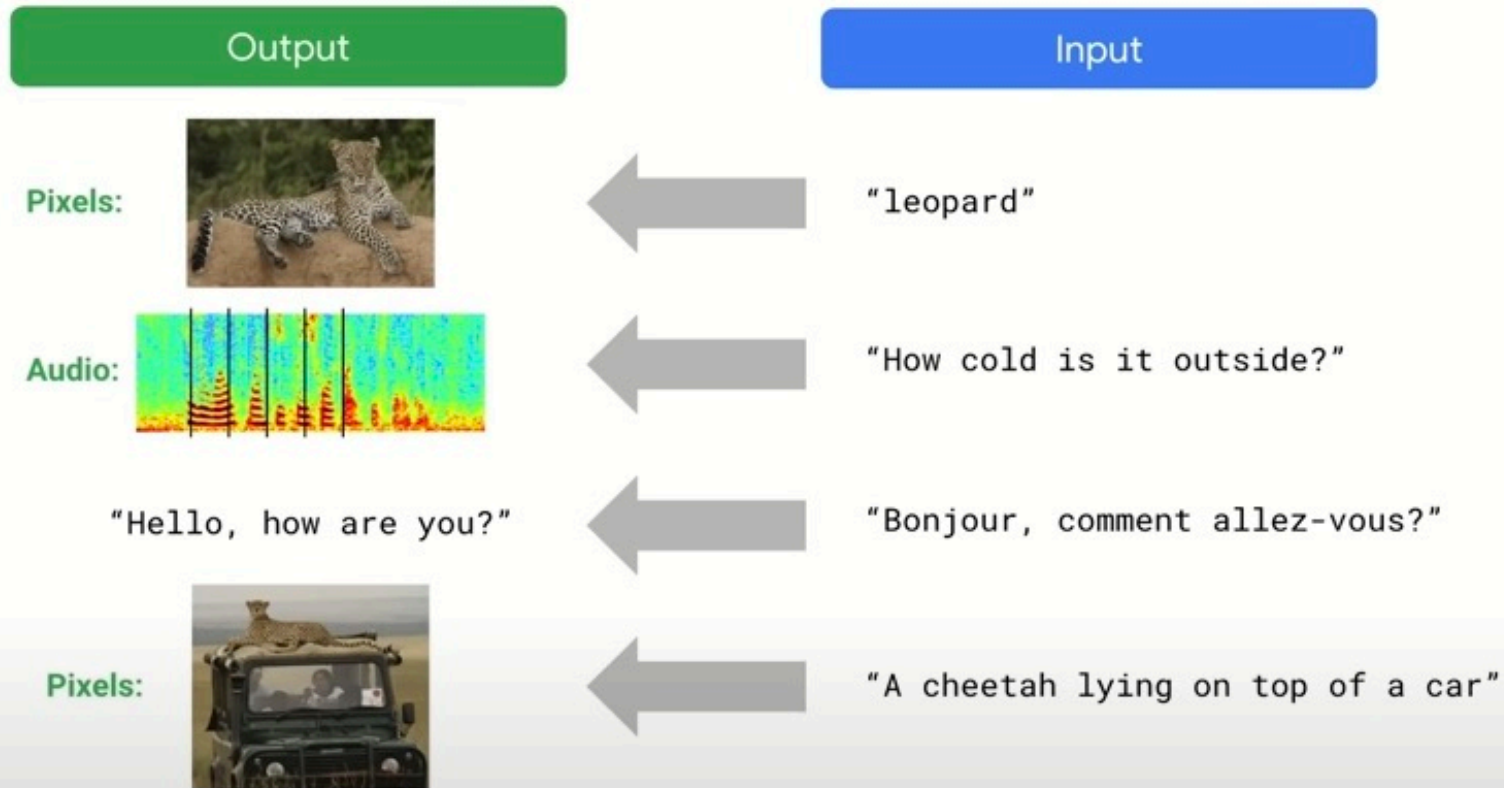 Output
Input
Pixels:
“leopard”
Audio:
“How cold is it outside?”
“Hello, how are you?”
“Bonjour, comment allez-vous?”
Pixels:
“A cheetah lying on top of a car”